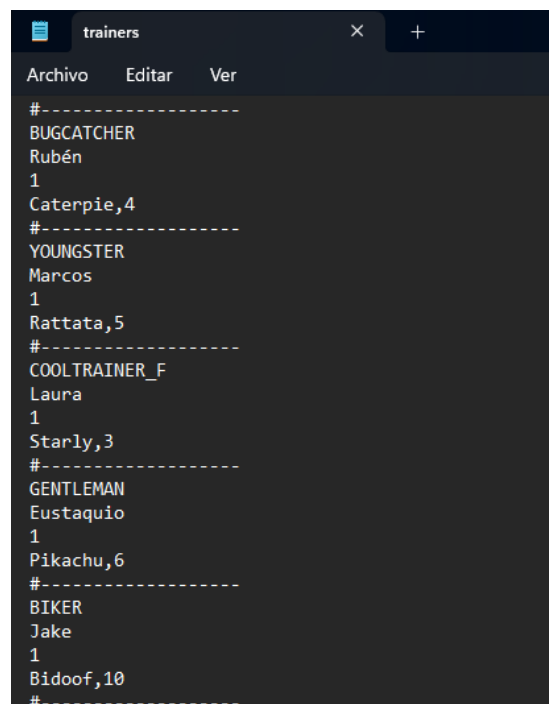 trainers
Archivo Editar Ver
#-------------------
BUGCATCHER
Rubén
1
Caterpie,4
#-------------------
YOUNGSTER
Marcos
1
Rattata,5
#-------------------
COOLTRAINER_F
Laura
1
Starly,3
#-------------------
GENTLEMAN
Eustaquio
1
Pikachu,6
#-------------------
BIKER
Jake
1
Bidoof,10
#-------------------